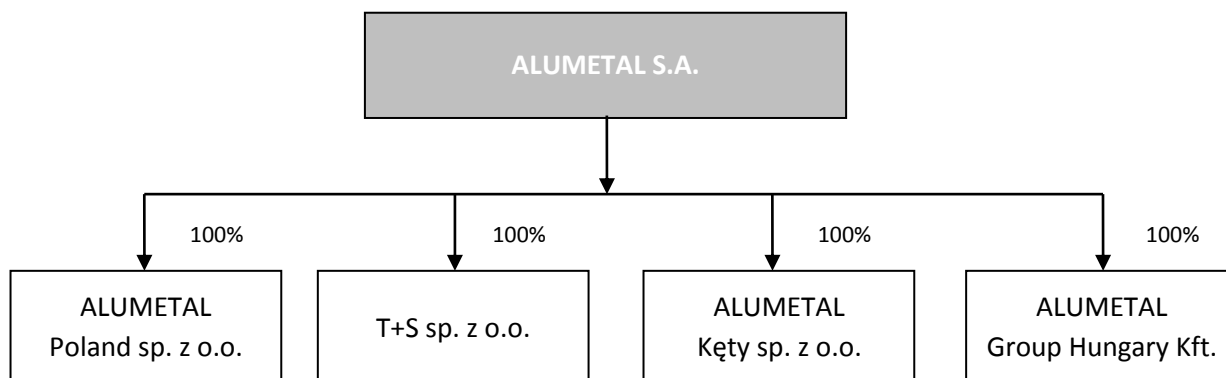 ALUMETAL S.A.
100%
100%
100%
100%
ALUMETAL
Poland sp. z o.o.
T+S sp. z o.o.
ALUMETAL
Kęty sp. z o.o.
ALUMETAL
Group Hungary Kft.